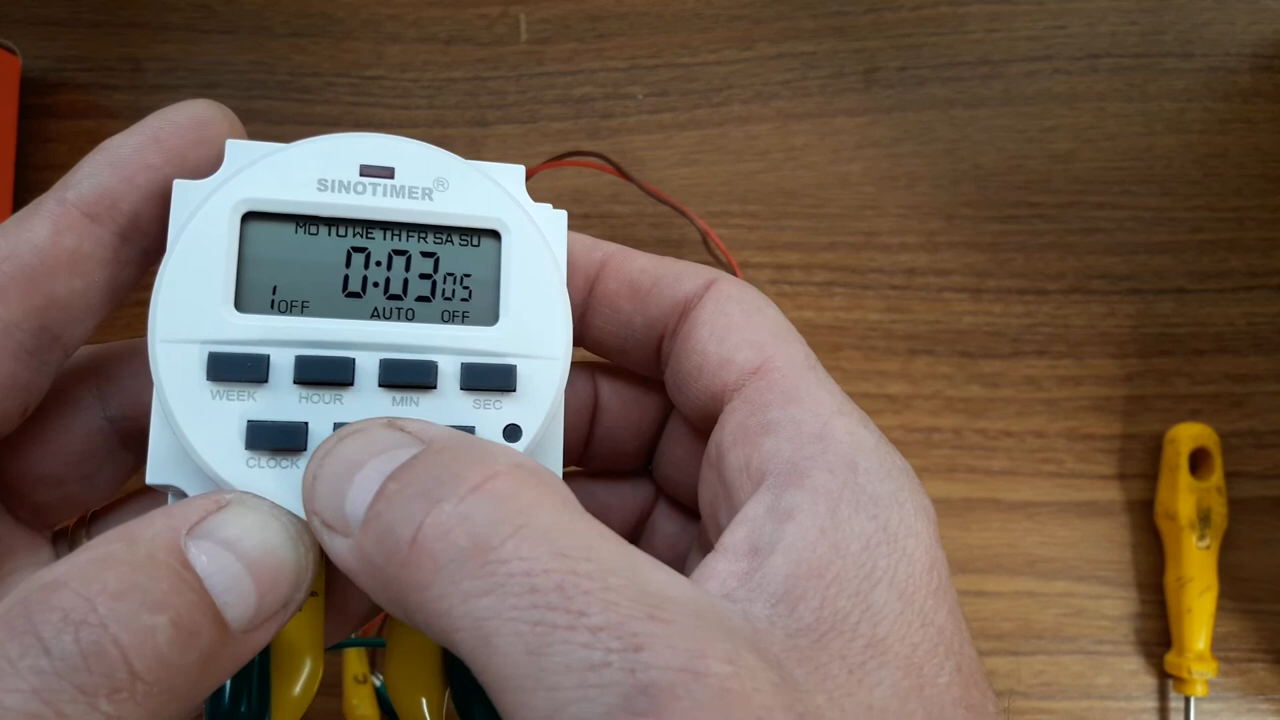 SINOTIMER®
MO TU WE TH FR SA SU
0:03 05
1 OFF AUTO OFF
WEEK HOUR MIN SEC
CLOCK